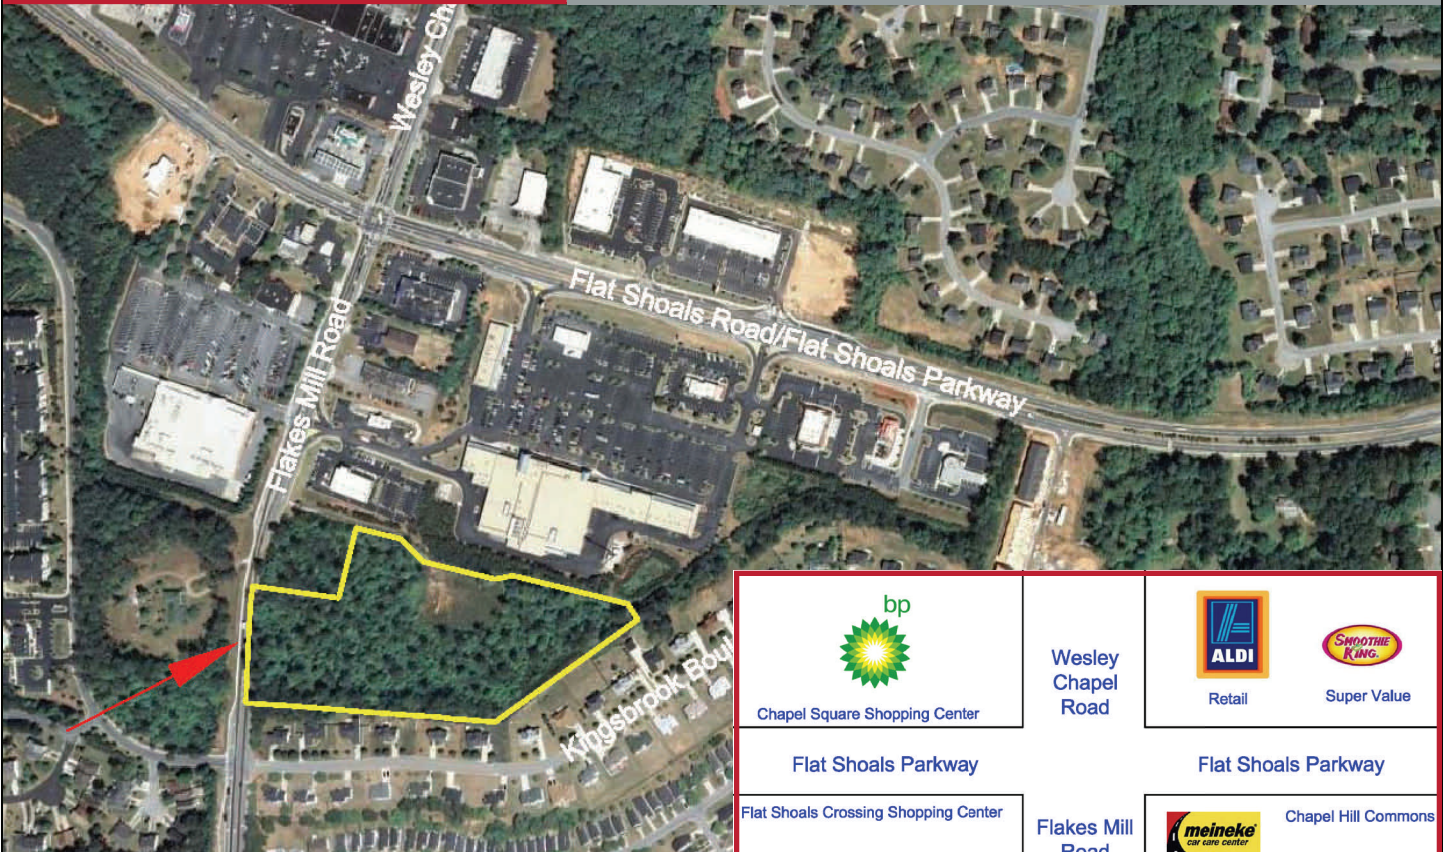 Wesley
Flat Shoals Road/Flat Shoals Parkway
Flakes Mill Road
Kingsbrook
bp
Chapel Square Shopping Center
Wesley
Chapel
Road
ALDI
Retail
SMOOTHIE
KING
Super Value
Flat Shoals Parkway
Flat Shoals Parkway
Flat Shoals Crossing Shopping Center
Flakes Mill
Road
meineke
car care center
Chapel Hill Commons